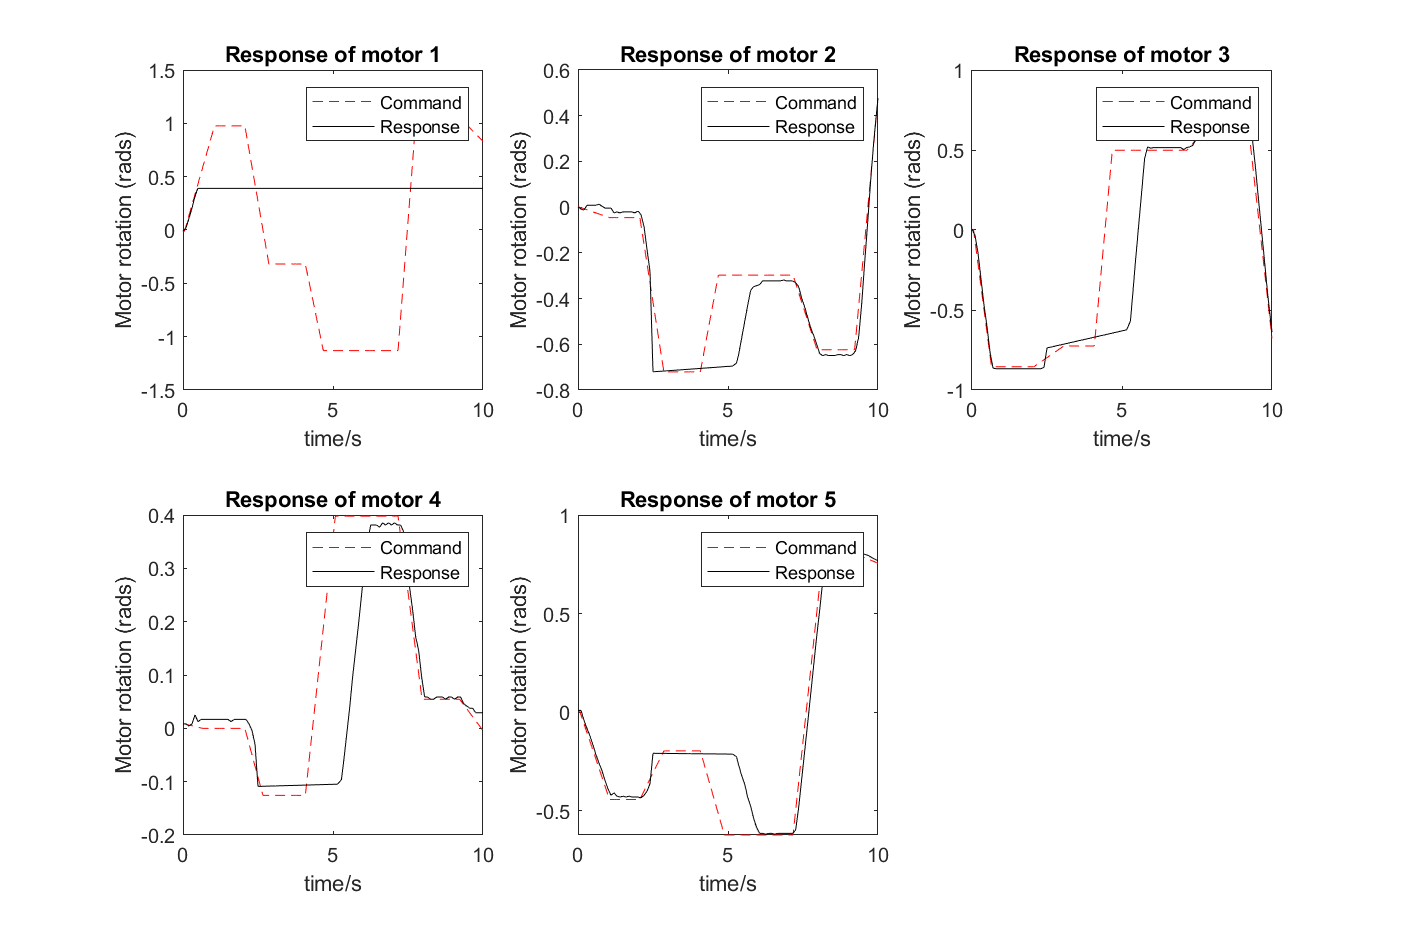 Response of motor 1
1.5
1
0.5
0
-0.5
-1
-1.5
Motor rotation (rads)
Command
Response
0
5
10
time/s
Response of motor 2
0.6
0.4
0.2
0
-0.2
-0.4
-0.6
-0.8
Motor rotation (rads)
Command
Response
0
5
10
time/s
Response of motor 3
1
0.5
0
-0.5
-1
Motor rotation (rads)
Command
Response
0
5
10
time/s
Response of motor 4
0.4
0.3
0.2
0.1
0
-0.1
-0.2
Motor rotation (rads)
Command
Response
0
5
10
time/s
Response of motor 5
1
0.5
0
-0.5
Motor rotation (rads)
Command
Response
0
5
10
time/s